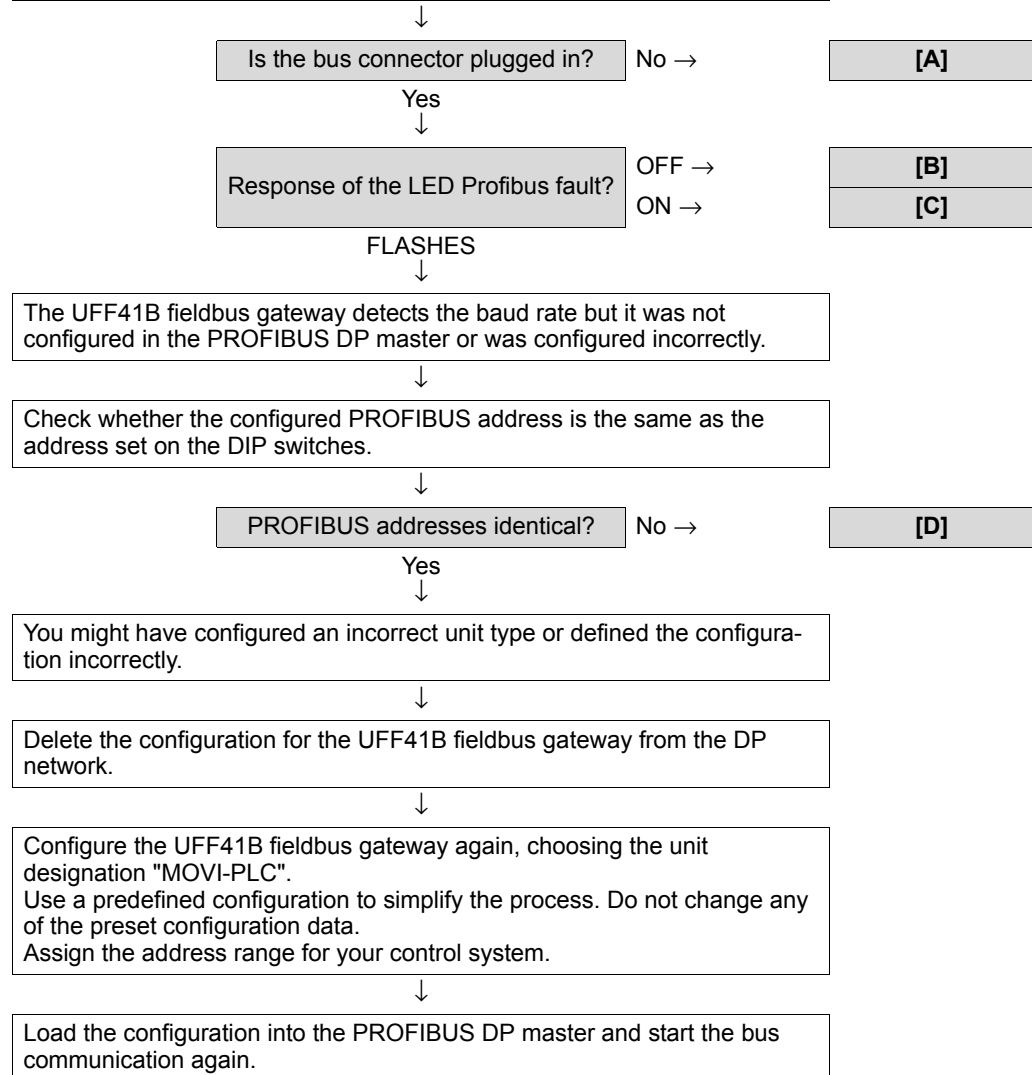 ↓
Is the bus connector plugged in? No → [A]
Yes
↓
Response of the LED Profibus fault? OFF → [B]
ON → [C]
FLASHES
↓
The UFF41B fieldbus gateway detects the baud rate but it was not
configured in the PROFIBUS DP master or was configured incorrectly.
↓
Check whether the configured PROFIBUS address is the same as the
address set on the DIP switches.
↓
PROFIBUS addresses identical? No → [D]
Yes
↓
You might have configured an incorrect unit type or defined the configura-
tion incorrectly.
↓
Delete the configuration for the UFF41B fieldbus gateway from the DP
network.
↓
Configure the UFF41B fieldbus gateway again, choosing the unit
designation "MOVI-PLC".
Use a predefined configuration to simplify the process. Do not change any
of the preset configuration data.
Assign the address range for your control system.
↓
Load the configuration into the PROFIBUS DP master and start the bus
communication again.